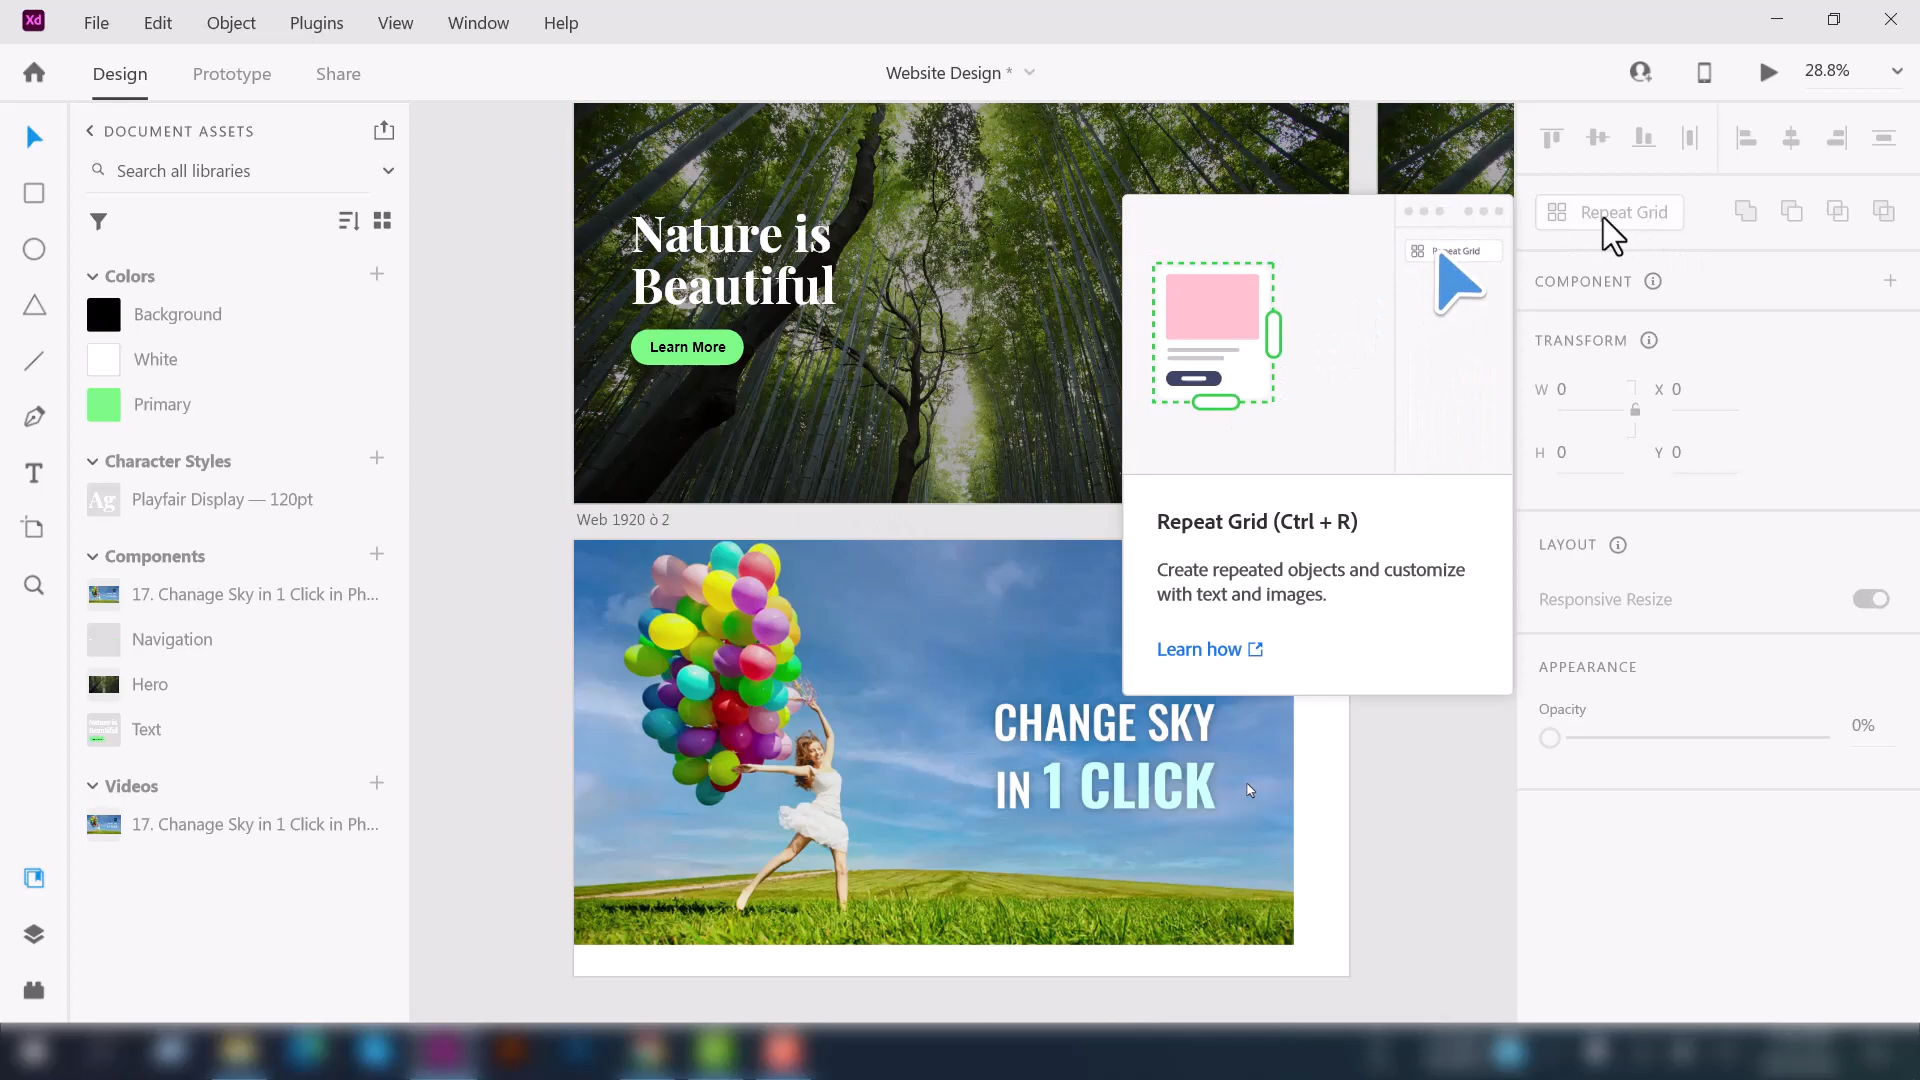 Xd
File Edit Object Plugins View Window Help
Design Prototype Share
Website Design *
28.8%
DOCUMENT ASSETS
Search all libraries
Colors
Background
White
Primary
Character Styles
Ag
Playfair Display — 120pt
Components
17. Chanage Sky in 1 Click in Ph...
Navigation
Hero
Text
Videos
17. Chanage Sky in 1 Click in Ph...
Nature is
Beautiful
Learn More
Web 1920 ò 2
CHANGE SKY
IN 1 CLICK
Repeat Grid
Repeat Grid (Ctrl + R)
Create repeated objects and customize
with text and images.
Learn how
Repeat Grid
COMPONENT
TRANSFORM
W 0 X 0
H 0 Y 0
LAYOUT
Responsive Resize
APPEARANCE
Opacity
0%